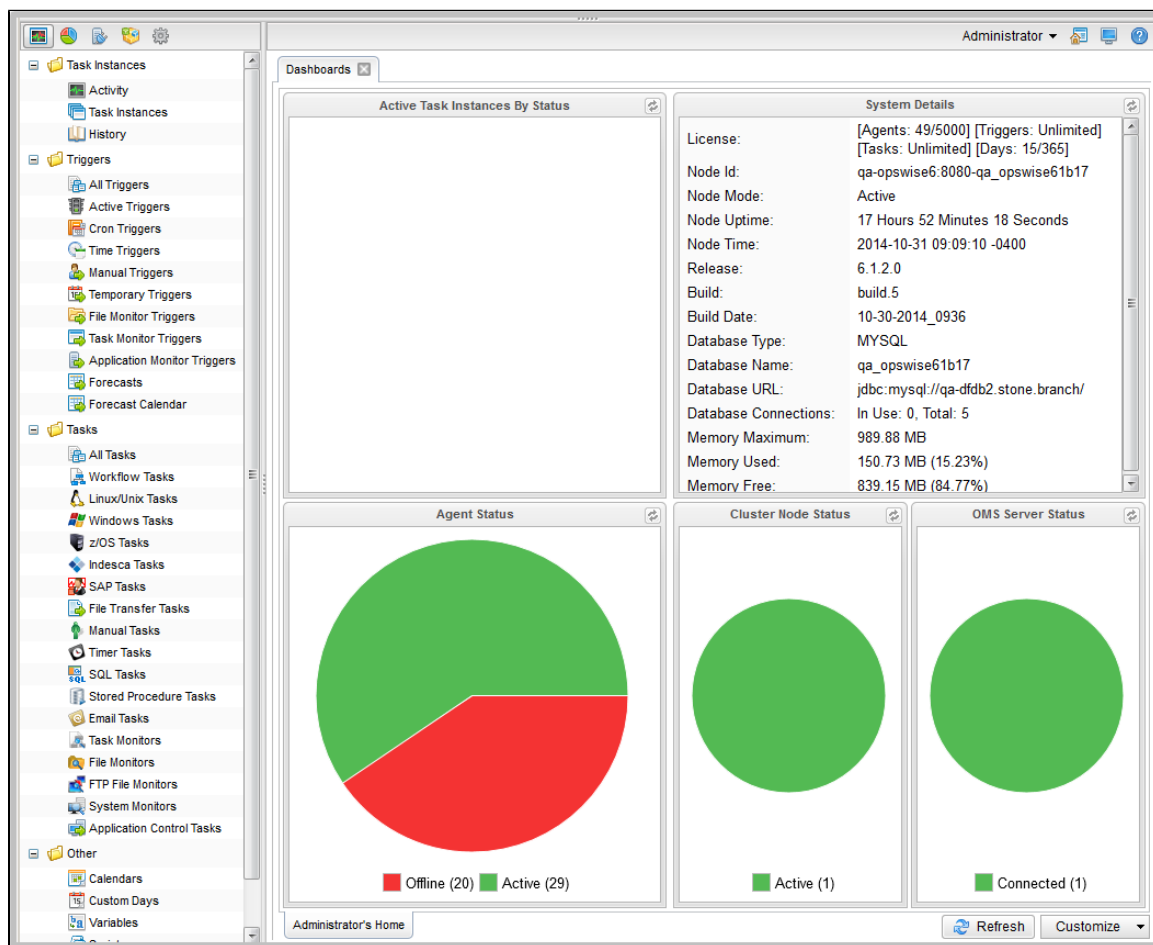 Administrator
Task Instances
Activity
Task Instances
History
Triggers
All Triggers
Active Triggers
Cron Triggers
Time Triggers
Manual Triggers
Temporary Triggers
File Monitor Triggers
Task Monitor Triggers
Application Monitor Triggers
Forecasts
Forecast Calendar
Tasks
All Tasks
Workflow Tasks
Linux/Unix Tasks
Windows Tasks
z/OS Tasks
Indesca Tasks
SAP Tasks
File Transfer Tasks
Manual Tasks
Timer Tasks
SQL Tasks
Stored Procedure Tasks
Email Tasks
Task Monitors
File Monitors
FTP File Monitors
System Monitors
Application Control Tasks
Other
Calendars
Custom Days
Variables
Dashboards
Active Task Instances By Status
System Details
License: [Agents: 49/5000] [Triggers: Unlimited]
[Tasks: Unlimited] [Days: 15/365]
Node Id: qa-opswise6:8080-qa_opswise61b17
Node Mode: Active
Node Uptime: 17 Hours 52 Minutes 18 Seconds
Node Time: 2014-10-31 09:09:10 -0400
Release: 6.1.2.0
Build: build.5
Build Date: 10-30-2014_0936
Database Type: MYSQL
Database Name: qa_opswise61b17
Database URL: jdbc:mysql://qa-dfdb2.stone.branch/
Database Connections: In Use: 0, Total: 5
Memory Maximum: 989.88 MB
Memory Used: 150.73 MB (15.23%)
Memory Free: 839.15 MB (84.77%)
Agent Status
Offline (20) Active (29)
Cluster Node Status
Active (1)
OMS Server Status
Connected (1)
Administrator's Home
Refresh
Customize